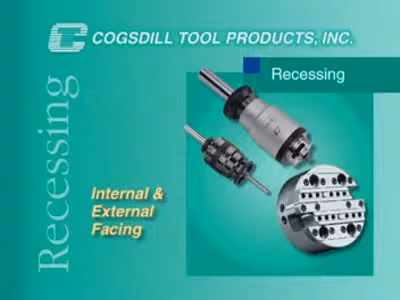 COGSDILL TOOL PRODUCTS, INC.
Recessing
Recessing
Internal &
External
Facing